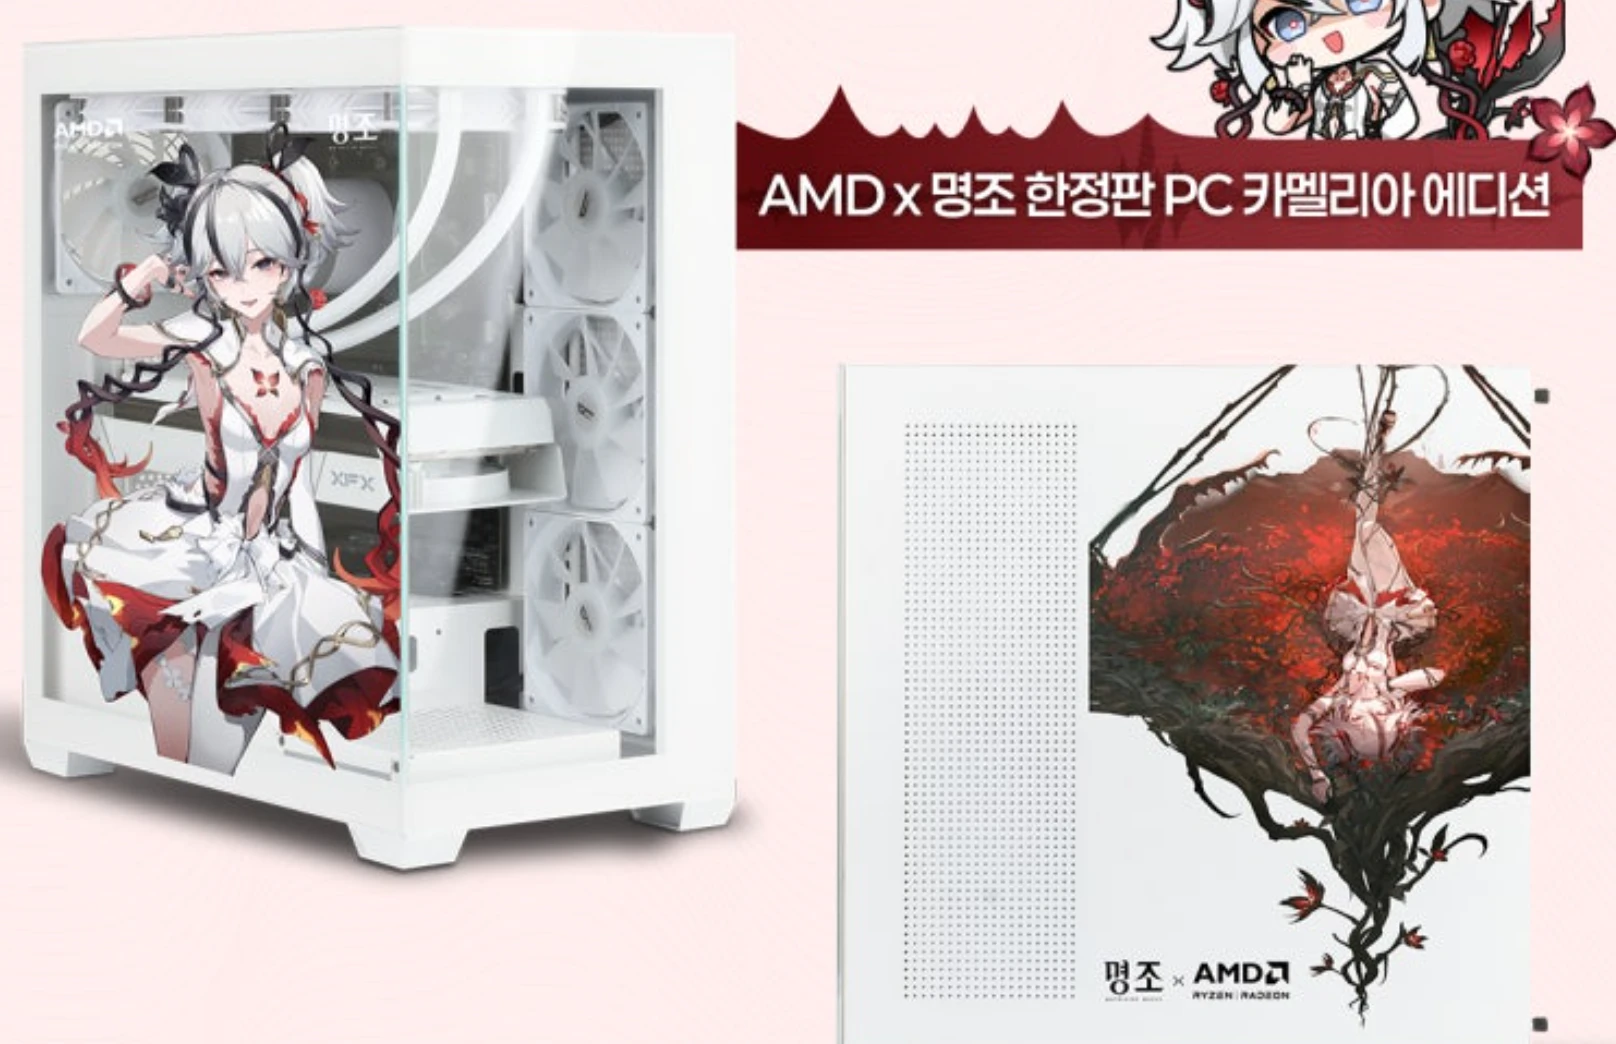 AMD
명조
AMD x 명조 한정판 PC 카멜리아 에디션
XFX
명조 × AMD
RYZEN | RADEON